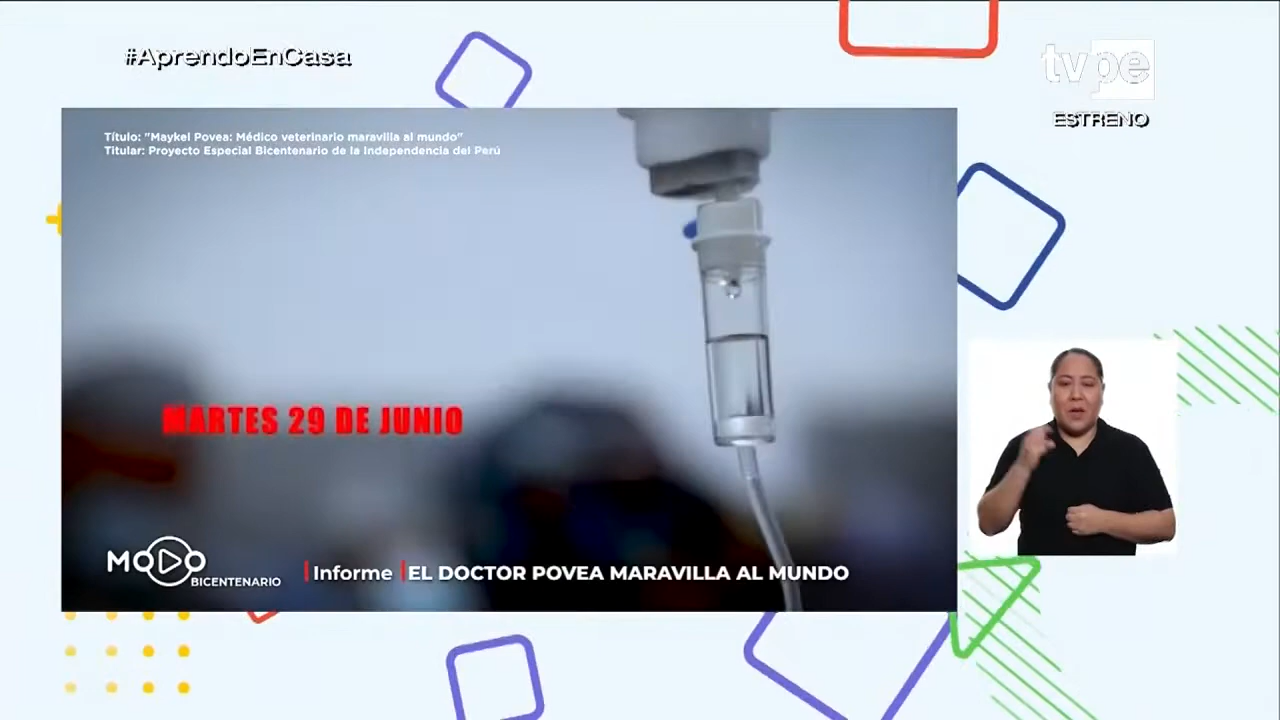 #AprendoEnCasa
tvpe
ESTRENO
Título: "Maykel Povea: Médico veterinario maravilla al mundo"
Titular: Proyecto Especial Bicentenario de la Independencia del Perú
MARTES 29 DE JUNIO
MODO
BICENTENARIO
Informe EL DOCTOR POVEA MARAVILLA AL MUNDO